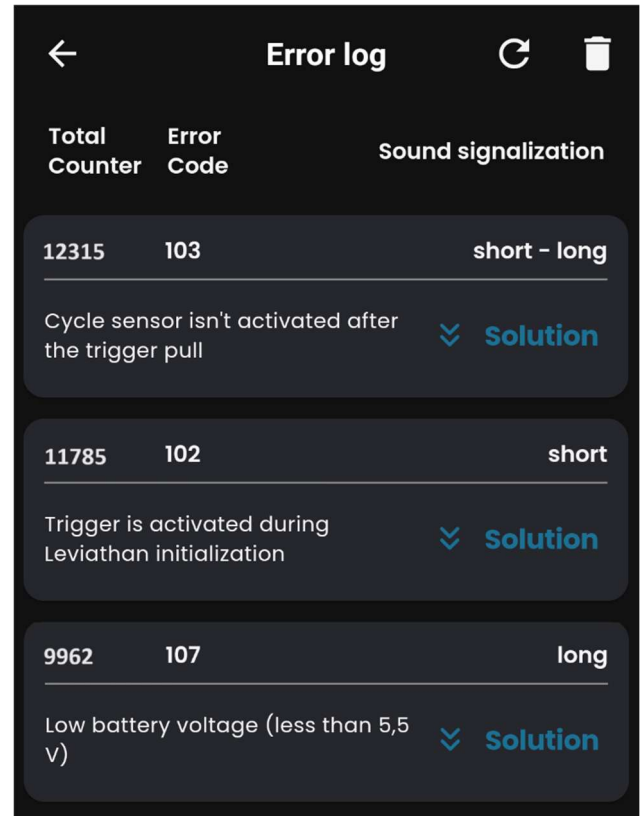 Error log
Total Error
Counter Code
Sound signalization
12315 103 short - long
Cycle sensor isn't activated after
the trigger pull
Solution
11785 102 short
Trigger is activated during
Leviathan initialization
Solution
9962 107 long
Low battery voltage (less than 5,5
V)
Solution